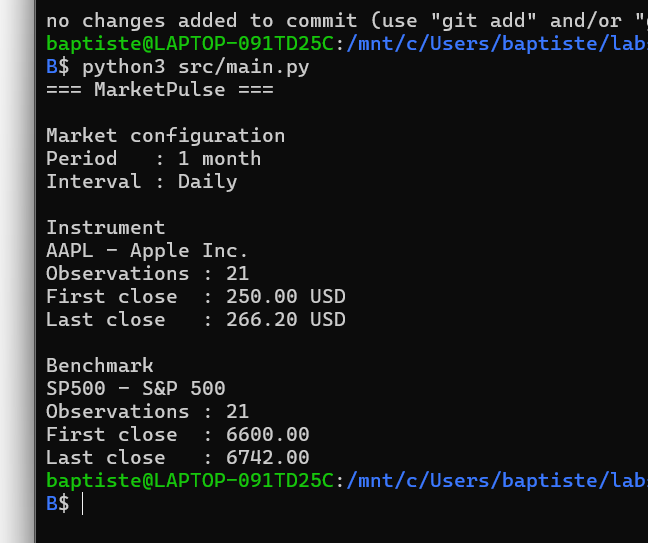 no changes added to commit (use "git add" and/or "g
baptiste@LAPTOP-091TD25C:/mnt/c/Users/baptiste/lab
B$ python3 src/main.py
=== MarketPulse ===
Market configuration
Period   : 1 month
Interval : Daily
Instrument
AAPL - Apple Inc.
Observations : 21
First close  : 250.00 USD
Last close   : 266.20 USD
Benchmark
SP500 - S&P 500
Observations : 21
First close  : 6600.00
Last close   : 6742.00
baptiste@LAPTOP-091TD25C:/mnt/c/Users/baptiste/lab
B$